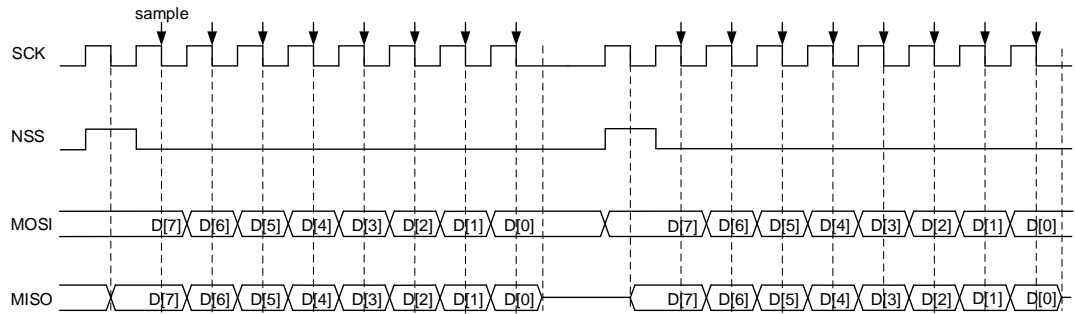 sample
SCK
NSS
MOSI D[7] D[6] D[5] D[4] D[3] D[2] D[1] D[0] D[7] D[6] D[5] D[4] D[3] D[2] D[1] D[0]
MISO D[7] D[6] D[5] D[4] D[3] D[2] D[1] D[0] D[7] D[6] D[5] D[4] D[3] D[2] D[1] D[0]